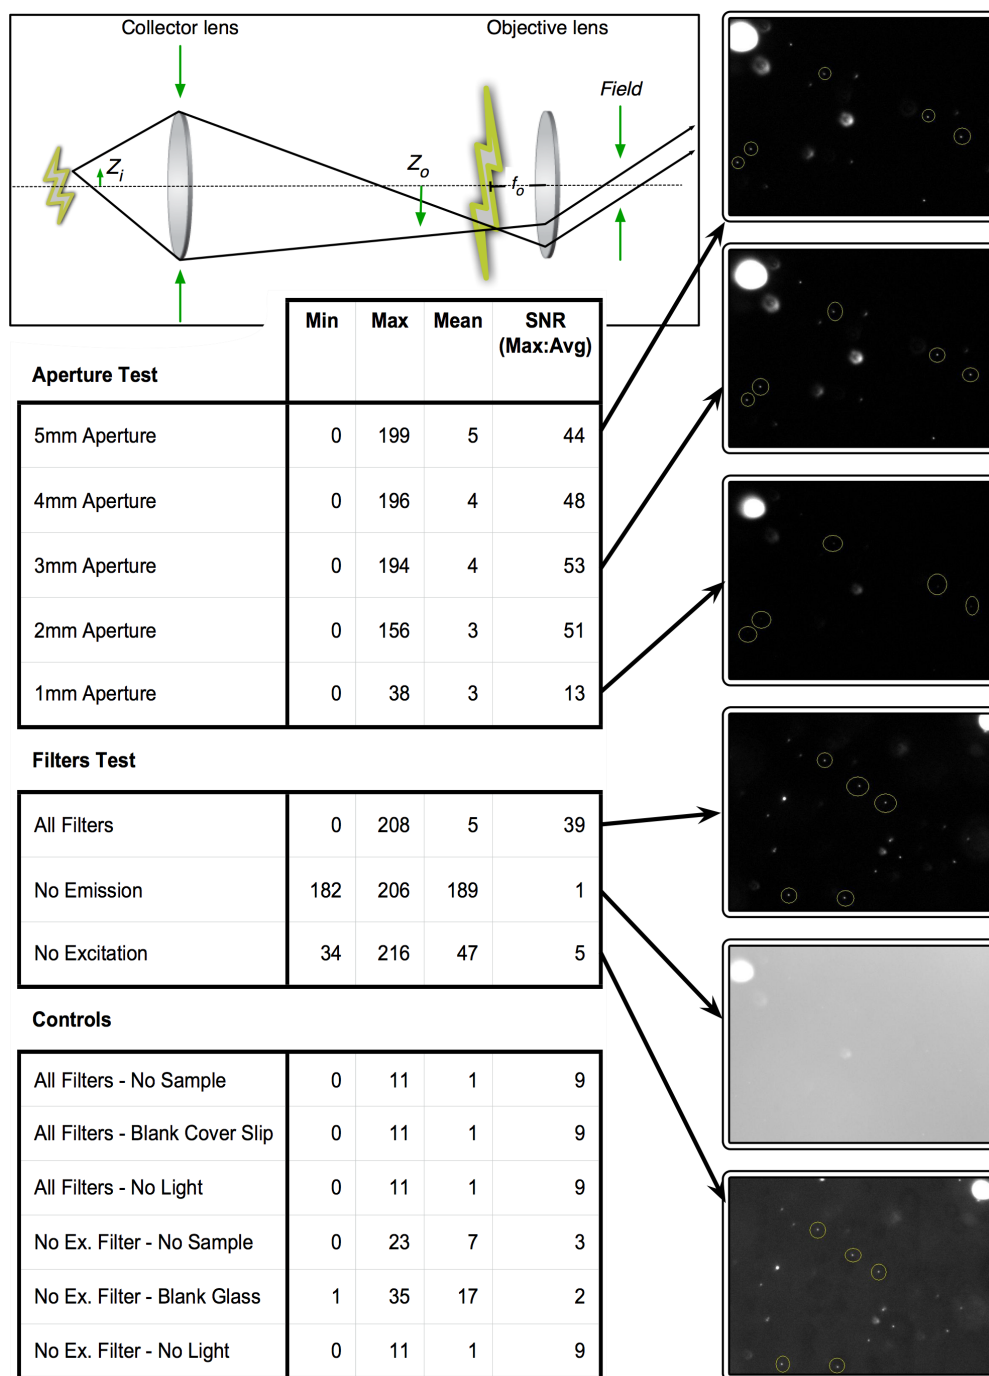 Collector lens Objective lens
Field
Zi Zo fo
Min Max Mean SNR
(Max:Avg)
Aperture Test
5mm Aperture 0 199 5 44
4mm Aperture 0 196 4 48
3mm Aperture 0 194 4 53
2mm Aperture 0 156 3 51
1mm Aperture 0 38 3 13
Filters Test
All Filters 0 208 5 39
No Emission 182 206 189 1
No Excitation 34 216 47 5
Controls
All Filters - No Sample 0 11 1 9
All Filters - Blank Cover Slip 0 11 1 9
All Filters - No Light 0 11 1 9
No Ex. Filter - No Sample 0 23 7 3
No Ex. Filter - Blank Glass 1 35 17 2
No Ex. Filter - No Light 0 11 1 9